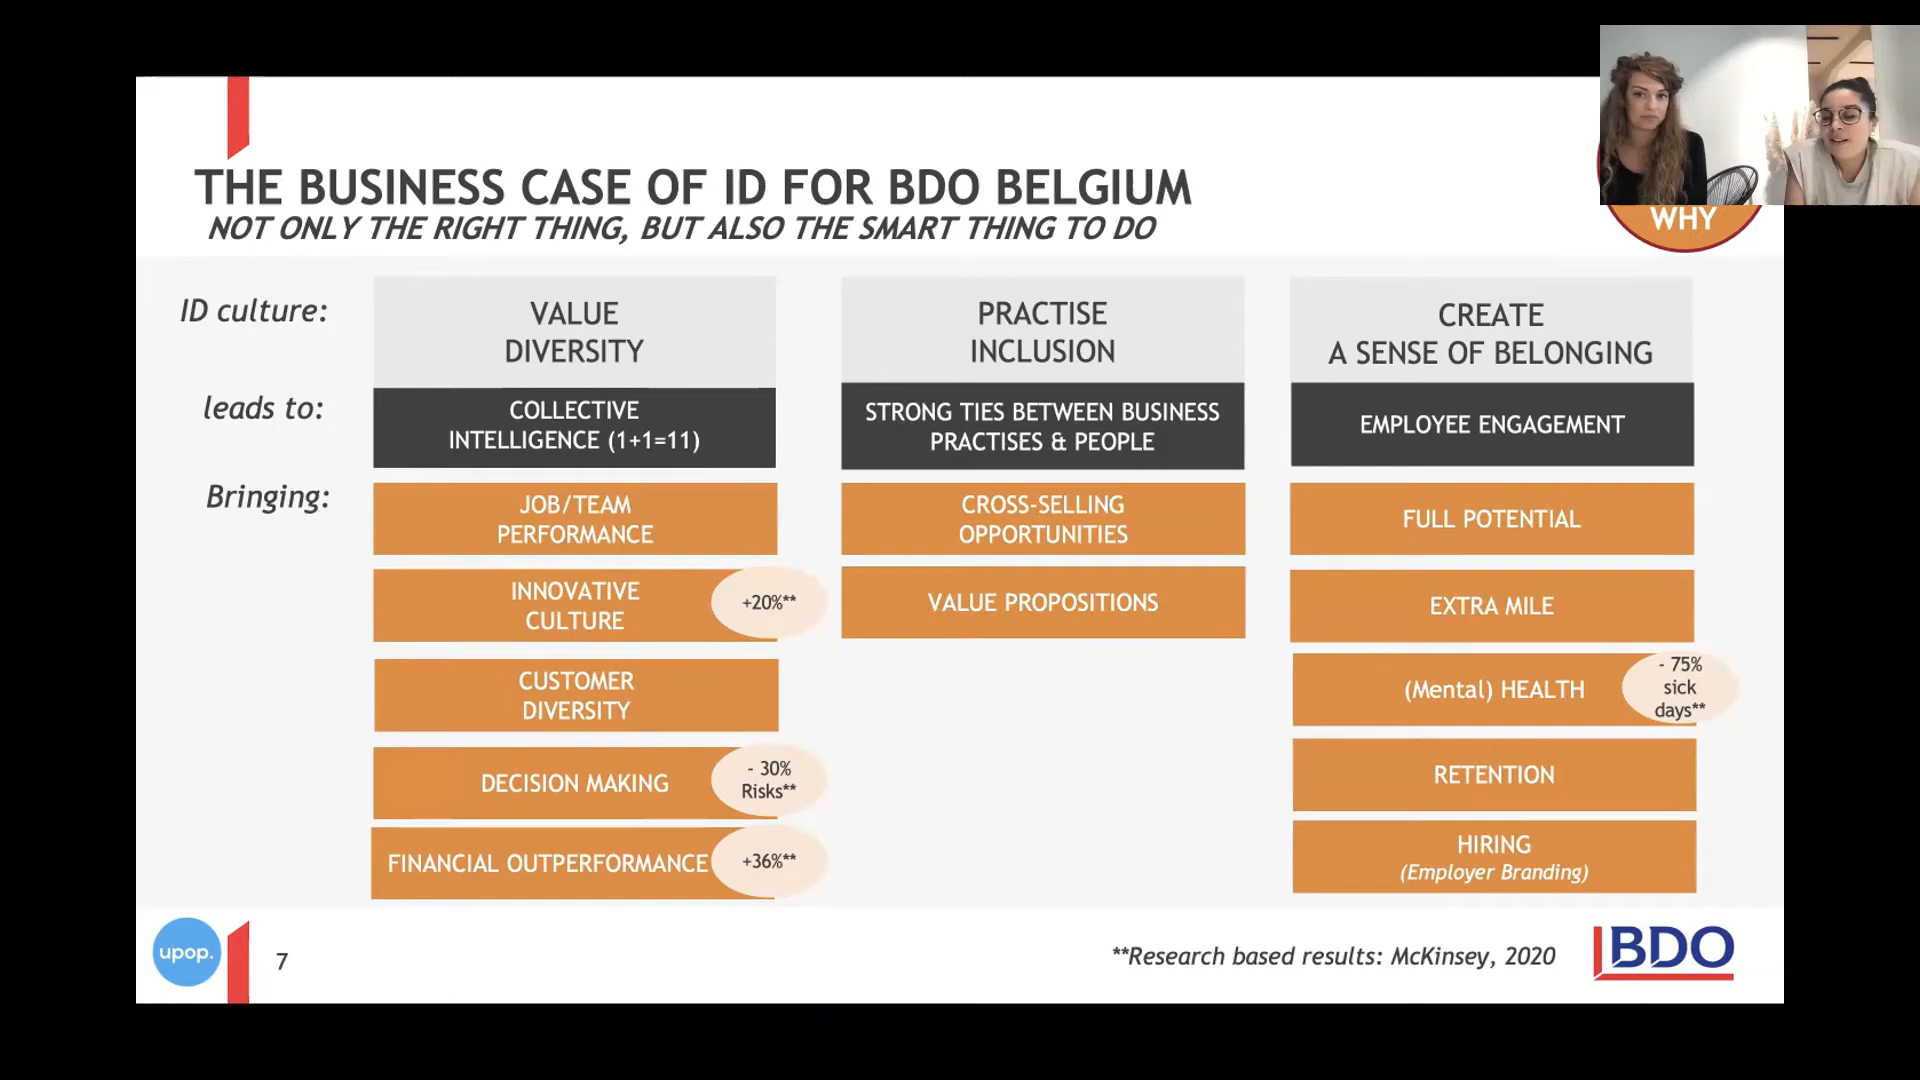 THE BUSINESS CASE OF ID FOR BDO BELGIUM
NOT ONLY THE RIGHT THING, BUT ALSO THE SMART THING TO DO
WHY
ID culture:
VALUE
DIVERSITY
PRACTISE
INCLUSION
CREATE
A SENSE OF BELONGING
leads to:
COLLECTIVE
INTELLIGENCE (1+1=11)
STRONG TIES BETWEEN BUSINESS
PRACTISES & PEOPLE
EMPLOYEE ENGAGEMENT
Bringing:
JOB/TEAM
PERFORMANCE
INNOVATIVE
CULTURE
+20%**
CUSTOMER
DIVERSITY
DECISION MAKING
- 30%
Risks**
FINANCIAL OUTPERFORMANCE
+36%**
CROSS-SELLING
OPPORTUNITIES
VALUE PROPOSITIONS
FULL POTENTIAL
EXTRA MILE
(Mental) HEALTH
- 75%
sick
days**
RETENTION
HIRING
(Employer Branding)
upop.
7
**Research based results: McKinsey, 2020
BDO